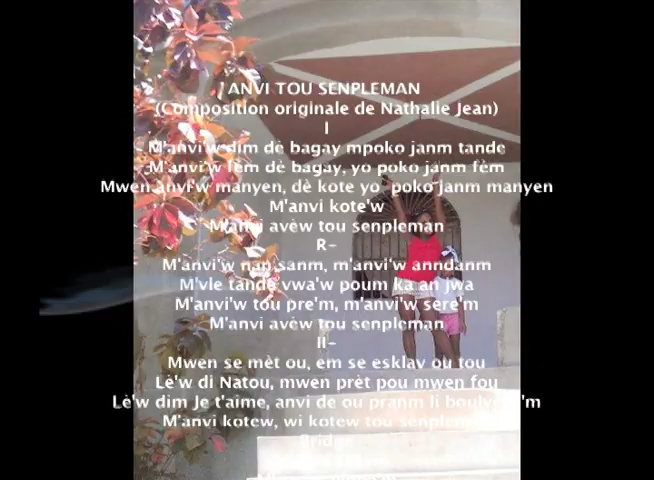 ANVI TOU SENPLEMAN
(Composition originale de Nathalie Jean)
I
M'anvi'w dim dè bagay mpoko janm tande
M'anvi'w fèm dè bagay, yo poko janm fèm
Mwen anvi'w manyen, dè kote yo poko janm manyen
M'anvi kote'w
M'anvi avèw tou senpleman
R-
M'anvi'w nan sanm, m'anvi'w anndanm
M'vle tande vwa'w poum ka an jwa
M'anvi'w tou pre'm, m'anvi'w sere'm
M'anvi avèw tou senpleman
II-
Mwen se mèt ou, em se esklav ou tou
Lè'w di Natou, mwen prèt pou mwen fou
Lè'w dim Je t'aime, anvi de ou pranm li
M'anvi kotew, wi kotew tou
Bridge